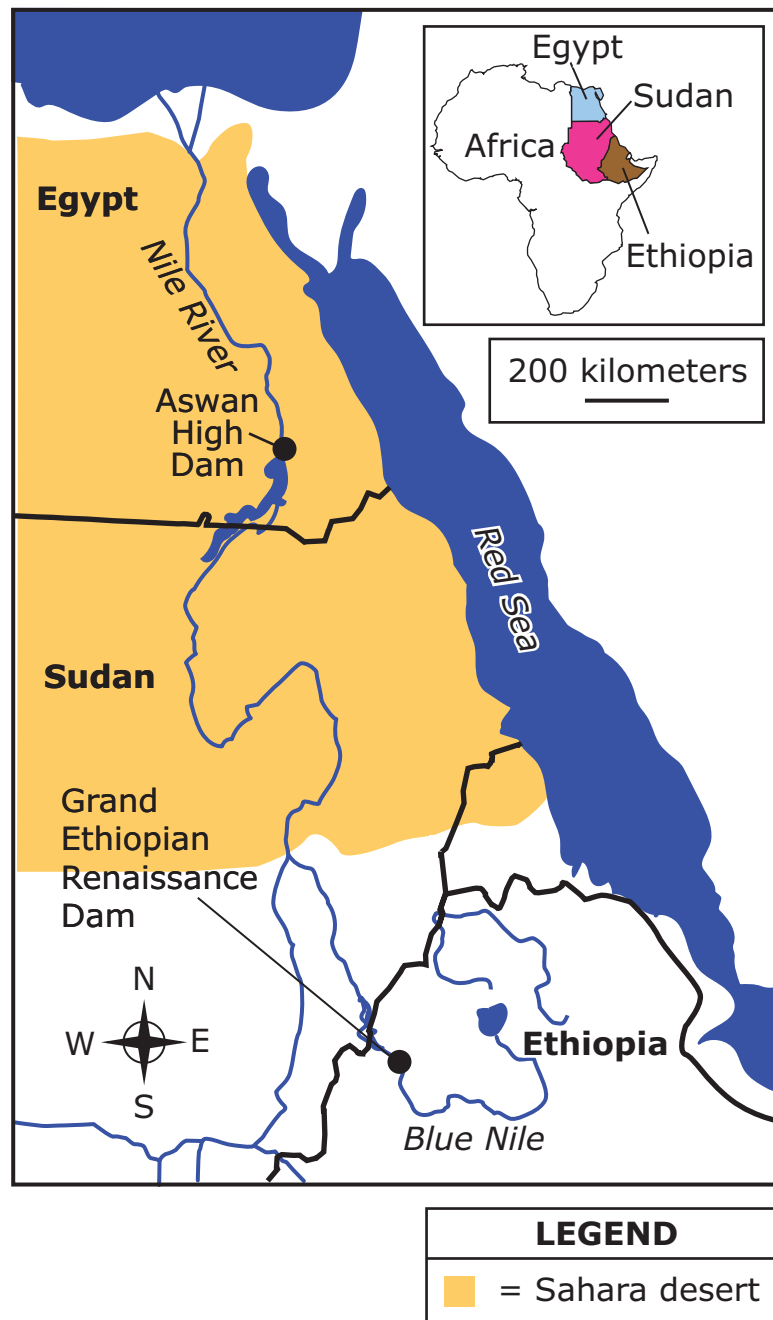 Egypt
Sudan
Africa
Ethiopia
200 kilometers
Egypt
Nile River
Aswan
High
Dam
Red Sea
Sudan
Grand
Ethiopian
Renaissance
Dam
N
W
E
S
Ethiopia
Blue Nile
LEGEND
= Sahara desert